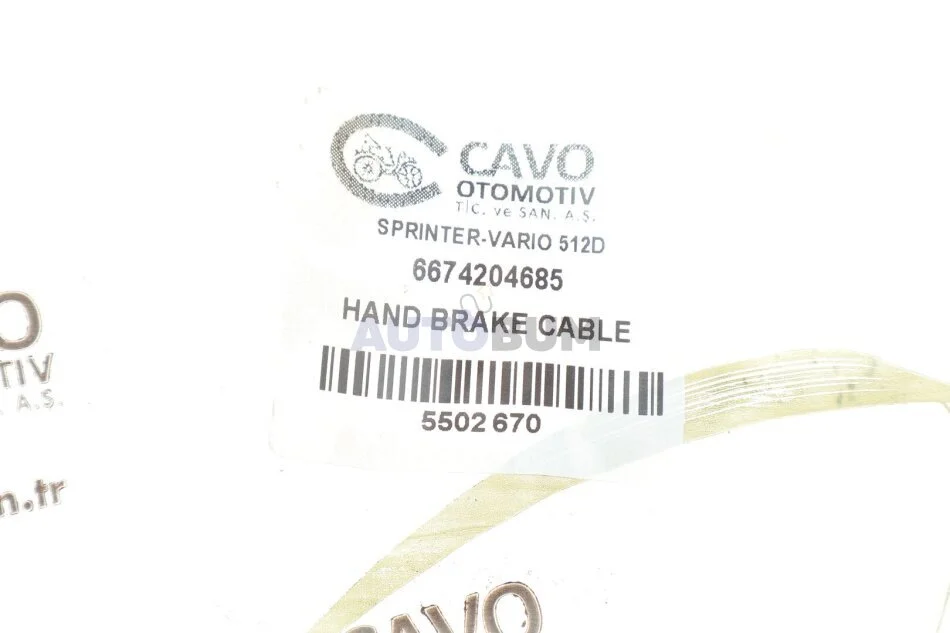 CAVO
OTOMOTIV
TİC. ve SAN. A.Ş.
SPRINTER-VARIO 512D
6674204685
HAND BRAKE CABLE
AUTOBUM
5502 670
O
TIV
A.Ş.
n.tr
CAVO